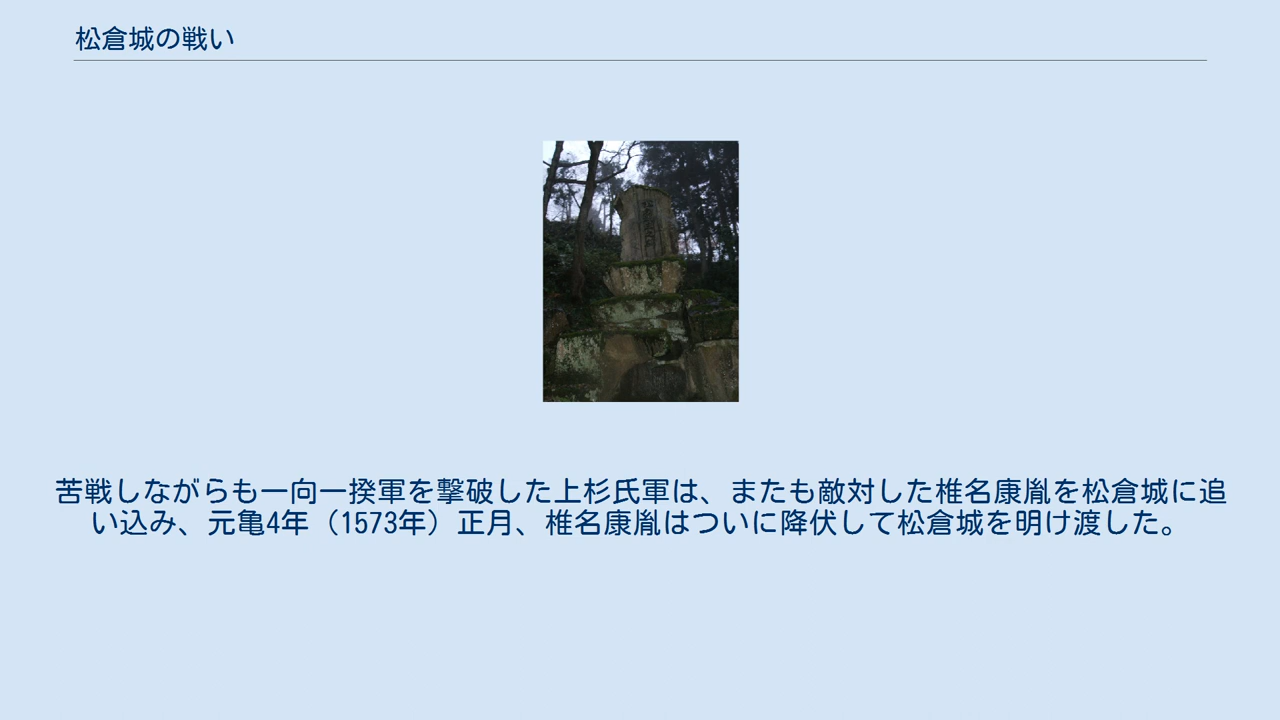 松倉城の戦い
苦戦しながらも一向一揆軍を撃破した上杉氏軍は、またも敵対した椎名康胤を松倉城に追
い込み、元亀4年（1573年）正月、椎名康胤はついに降伏して松倉城を明け渡した。